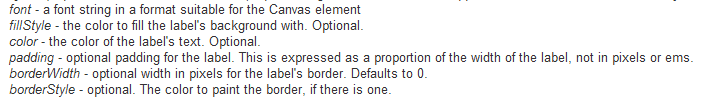 font - a font string in a format suitable for the Canvas element
fillStyle - the color to fill the label's background with. Optional.
color - the color of the label's text. Optional.
padding - optional padding for the label. This is expressed as a proportion of the width of the label, not in pixels or ems.
borderWidth - optional width in pixels for the label's border. Defaults to 0.
borderStyle - optional. The color to paint the border, if there is one.